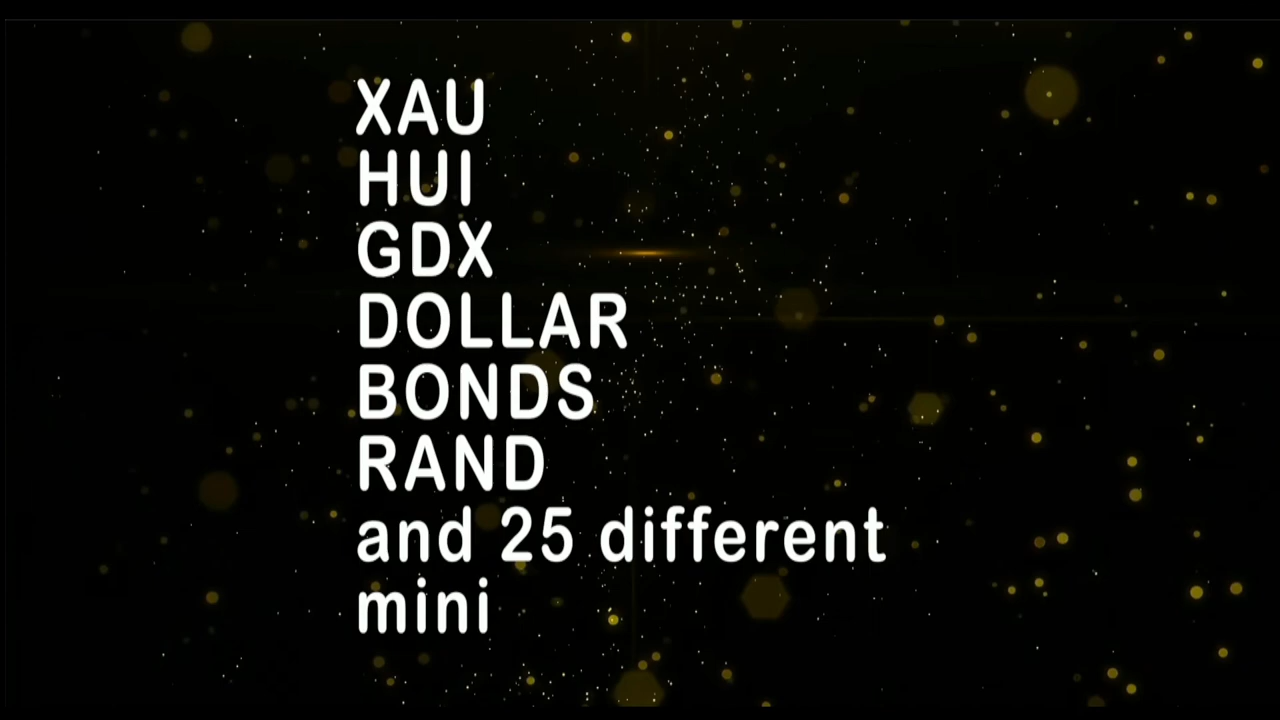 XAU
HUI
GDX
DOLLAR
BONDS
RAND
and 25 different
mini